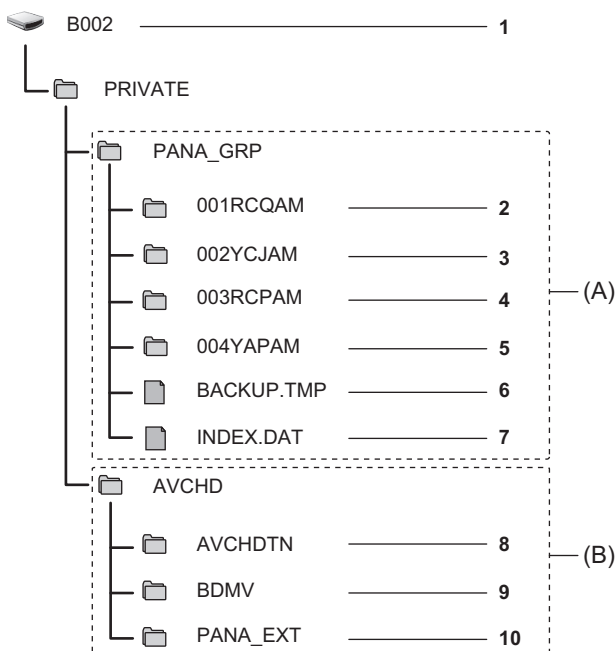 B002 1
PRIVATE
PANA_GRP
001RCQAM 2
002YCJAM 3
003RCPAM 4
(A)
004YAPAM 5
BACKUP.TMP 6
INDEX.DAT 7
AVCHD
AVCHDTN 8
(B)
BDMV 9
PANA_EXT 10